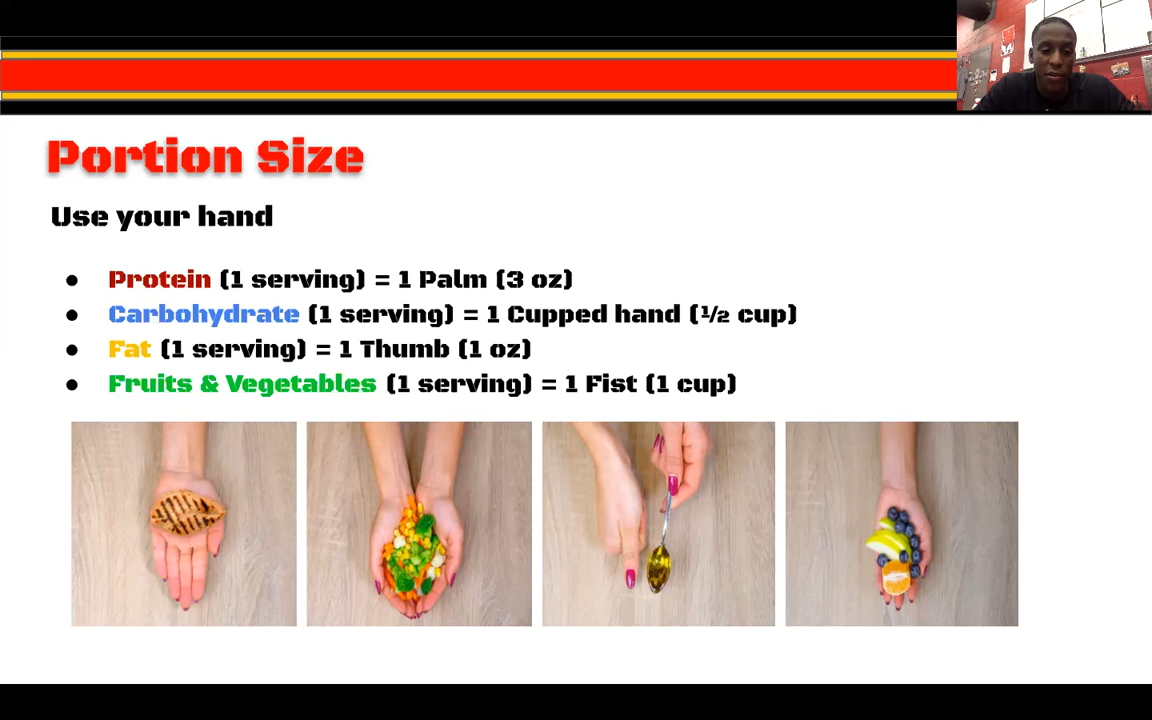 Portion Size
Use your hand
● Protein (1 serving) = 1 Palm (3 oz)
● Carbohydrate (1 serving) = 1 Cupped hand (½ cup)
● Fat (1 serving) = 1 Thumb (1 oz)
● Fruits & Vegetables (1 serving) = 1 Fist (1 cup)